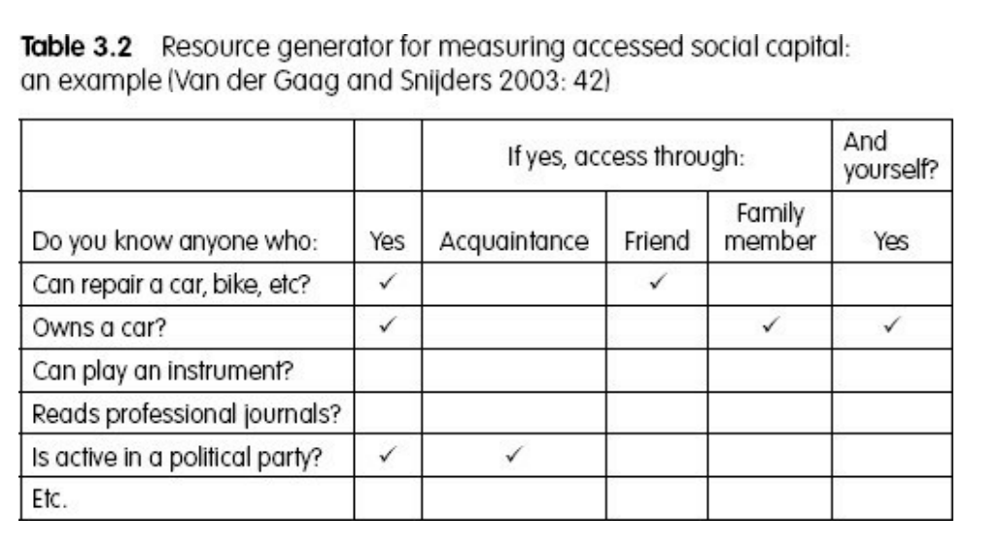 Table 3.2 Resource generator for measuring accessed social capital:
an example (Van der Gaag and Snijders 2003: 42)
If yes, access through:
And
yourself?
Do you know anyone who:
Yes
Acquaintance
Friend
Family
member
Yes
Can repair a car, bike, etc? ✓ ✓
Owns a car? ✓ ✓ ✓
Can play an instrument?
Reads professional journals?
Is active in a political party? ✓ ✓
Etc.